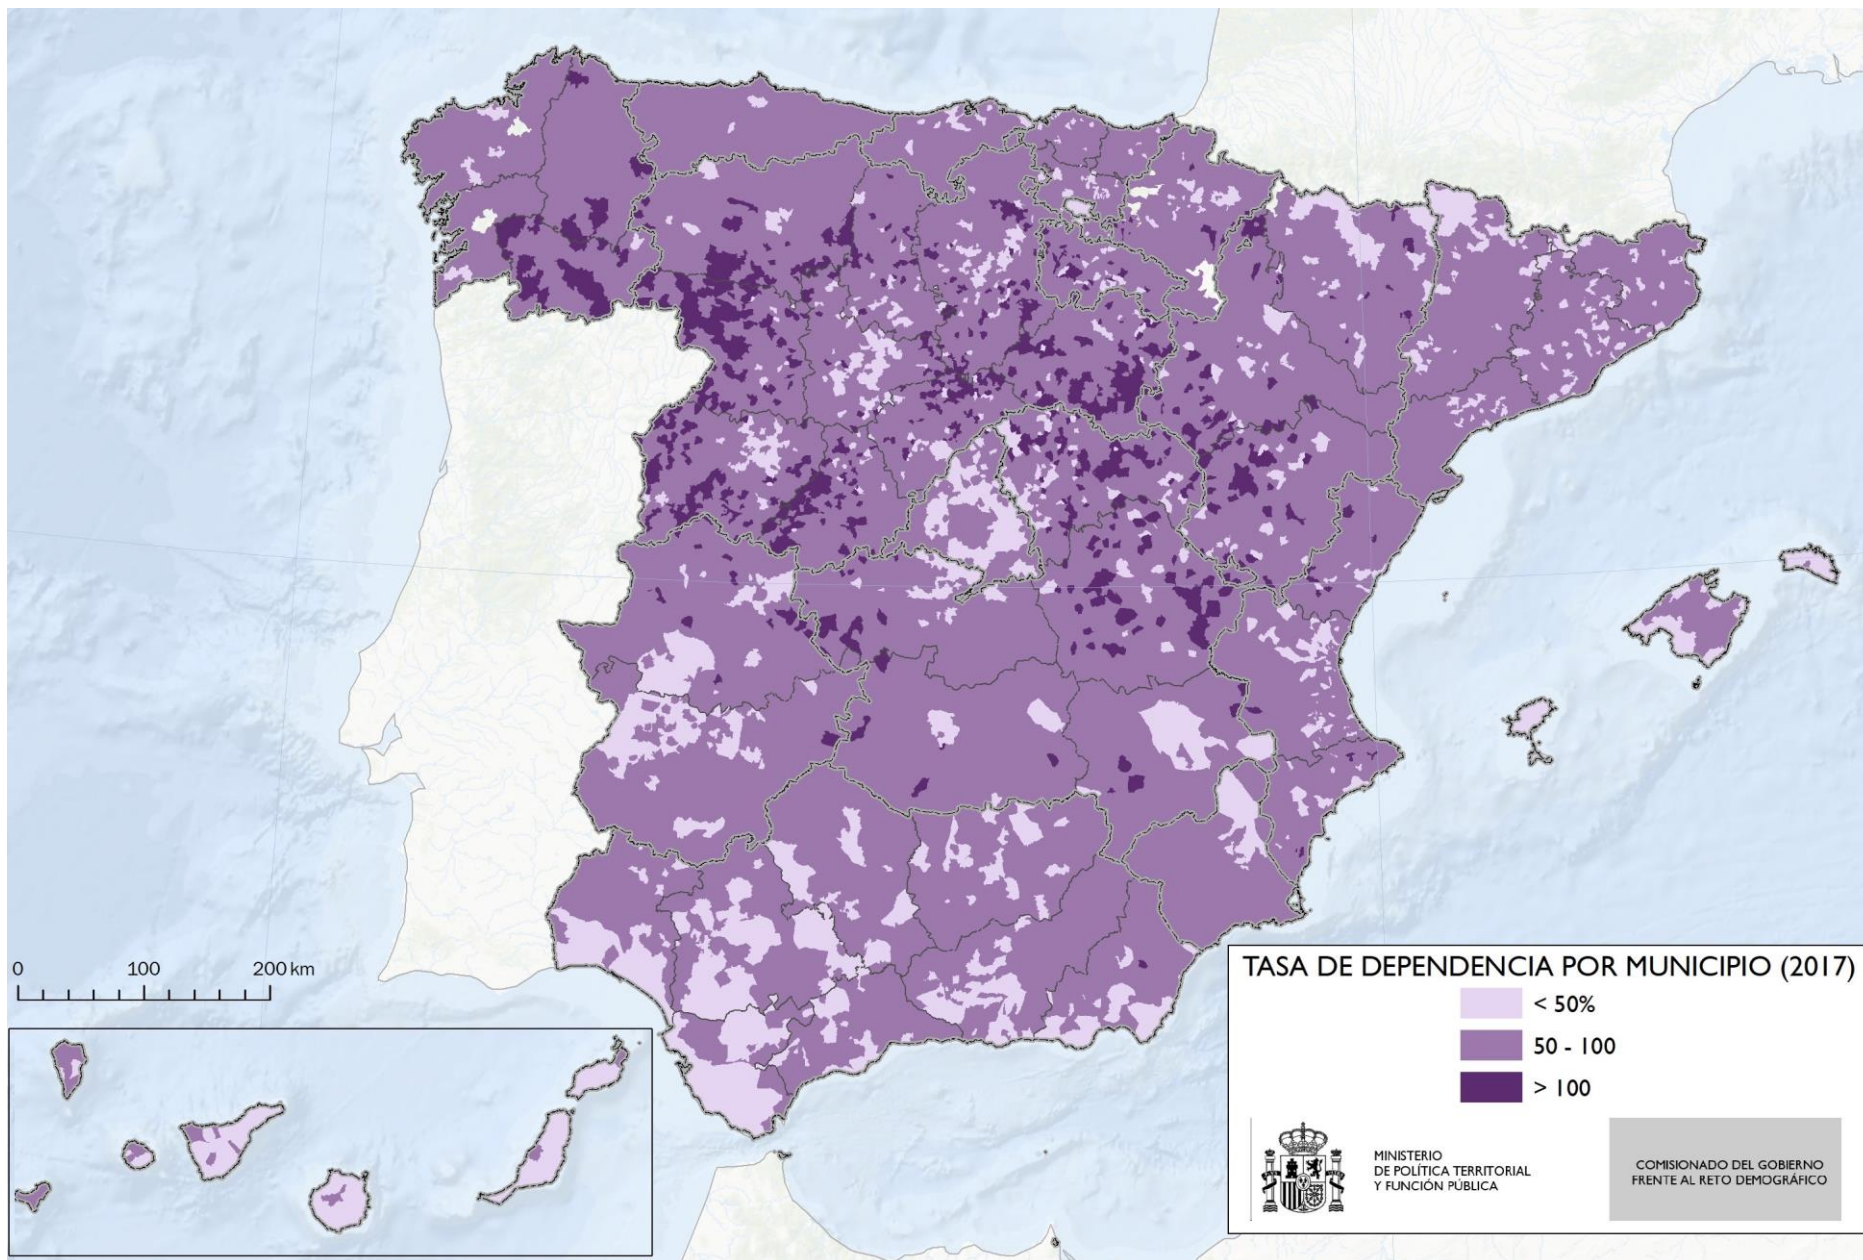 0 100 200 km
TASA DE DEPENDENCIA POR MUNICIPIO (2017)
< 50%
50 - 100
> 100
MINISTERIO
DE POLÍTICA TERRITORIAL
Y FUNCIÓN PÚBLICA
COMISIONADO DEL GOBIERNO
FRENTE AL RETO DEMOGRÁFICO